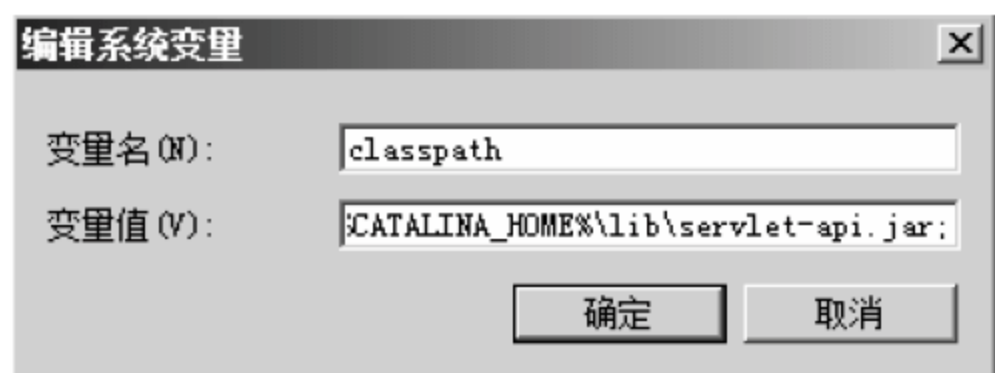 编辑系统变量
变量名(N): classpath
变量值(V): %CATALINA_HOME%\lib\servlet-api.jar;
确定 取消